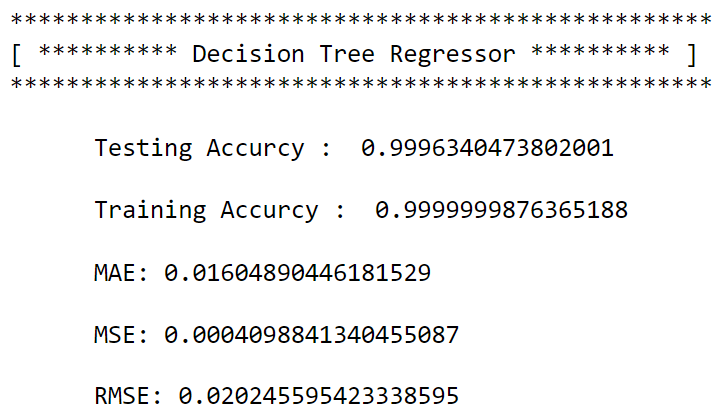 **************************************************
[ ********** Decision Tree Regressor ********** ]
**************************************************
Testing Accurcy :  0.9996340473802001
Training Accurcy :  0.9999999876365188
MAE: 0.01604890446181529
MSE: 0.0004098841340455087
RMSE: 0.020245595423338595